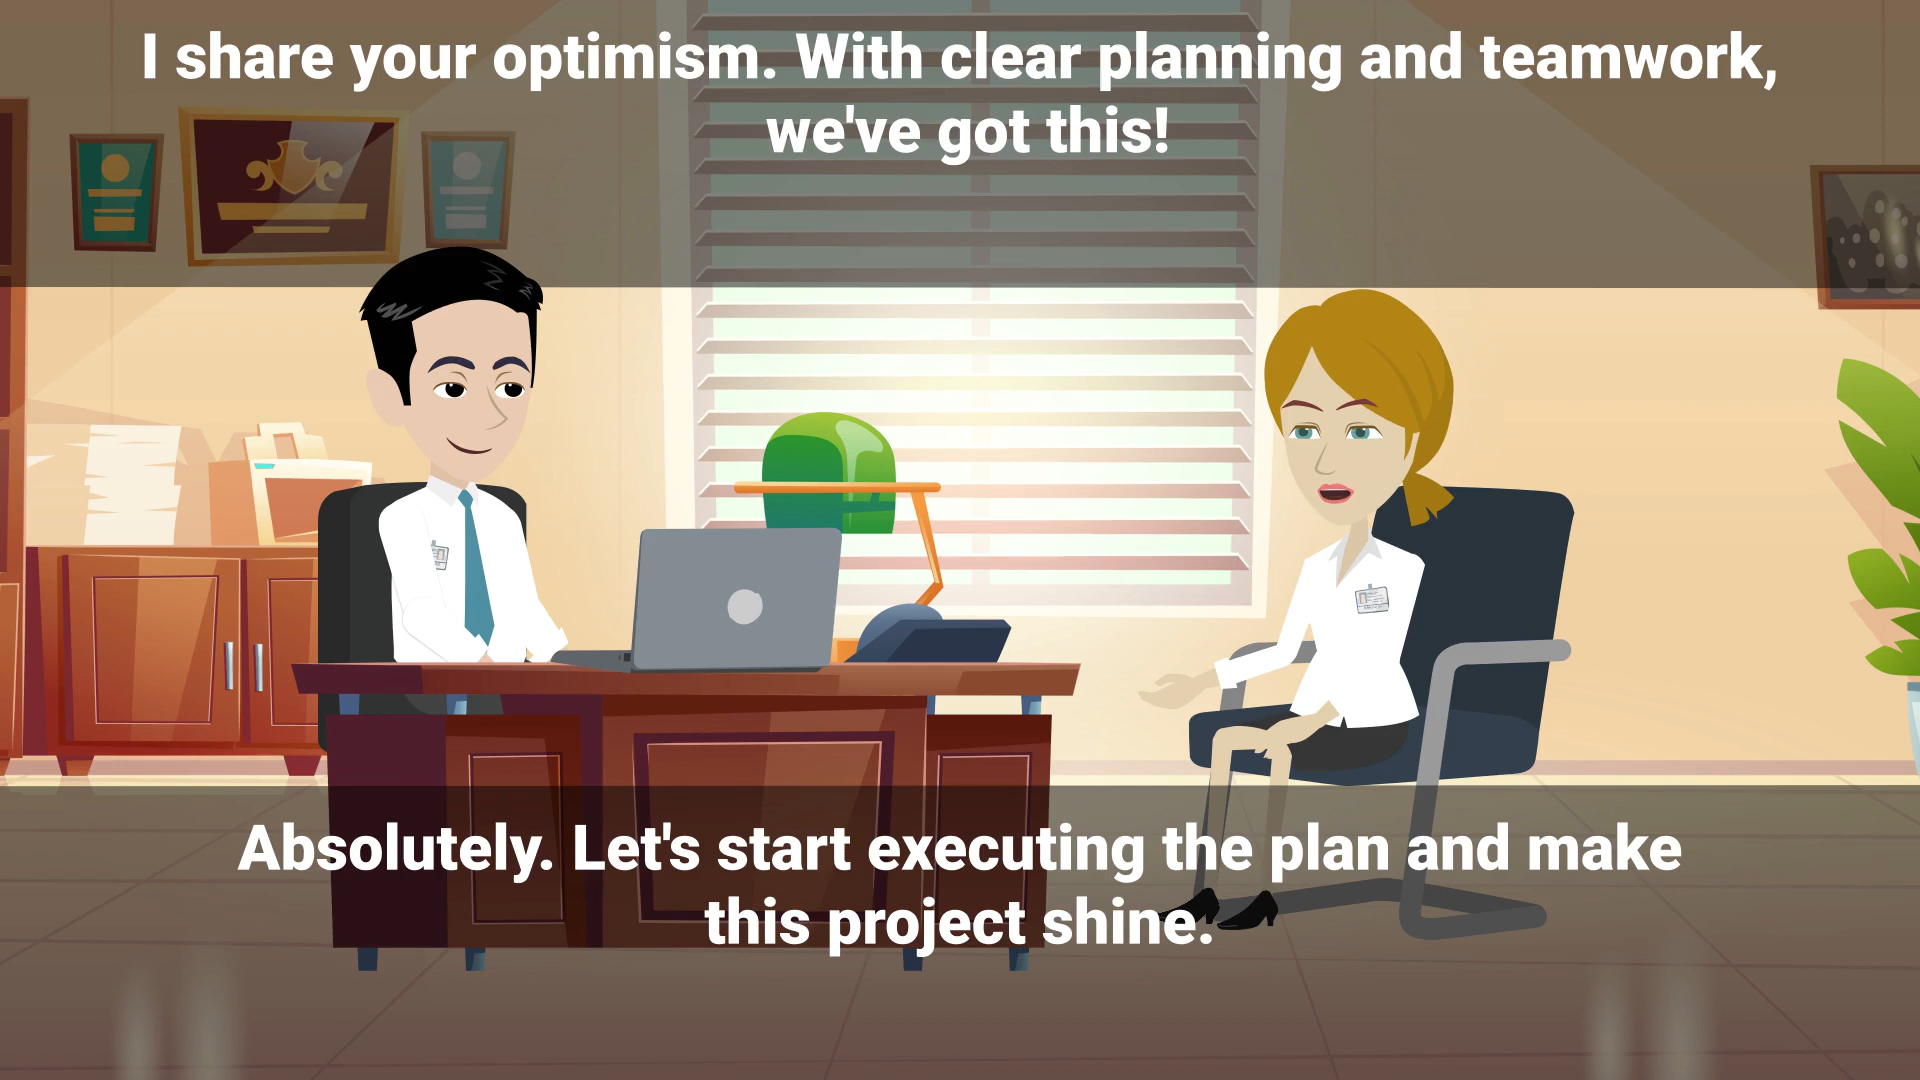 I share your optimism. With clear planning and teamwork,
we've got this!
Absolutely. Let's start executing the plan and make
this project shine.